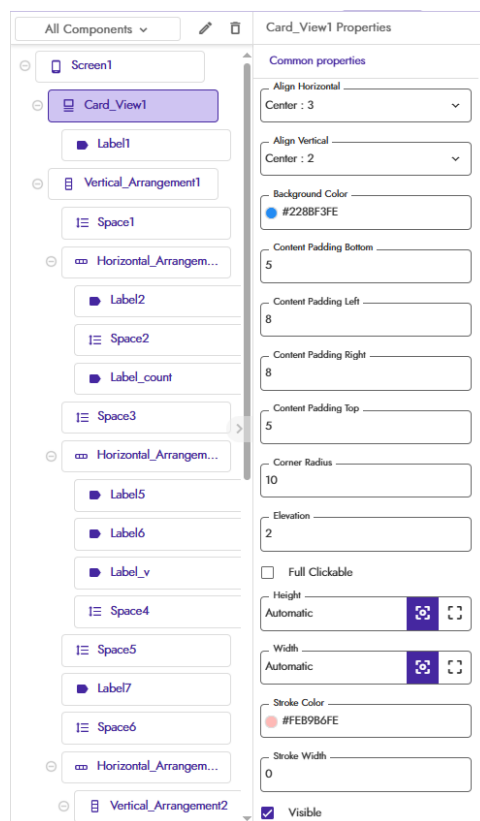 All Components
Screen1
Card_View1
Label1
Vertical_Arrangement1
Space1
Horizontal_Arrangem...
Label2
Space2
Label_count
Space3
Horizontal_Arrangem...
Label5
Label6
Label_v
Space4
Space5
Label7
Space6
Horizontal_Arrangem...
Vertical_Arrangement2
Card_View1 Properties
Common properties
Align Horizontal
Center : 3
Align Vertical
Center : 2
Background Color
#228BF3FE
Content Padding Bottom
5
Content Padding Left
8
Content Padding Right
8
Content Padding Top
5
Corner Radius
10
Elevation
2
Full Clickable
Height
Automatic
Width
Automatic
Stroke Color
#FEB9B6FE
Stroke Width
0
Visible